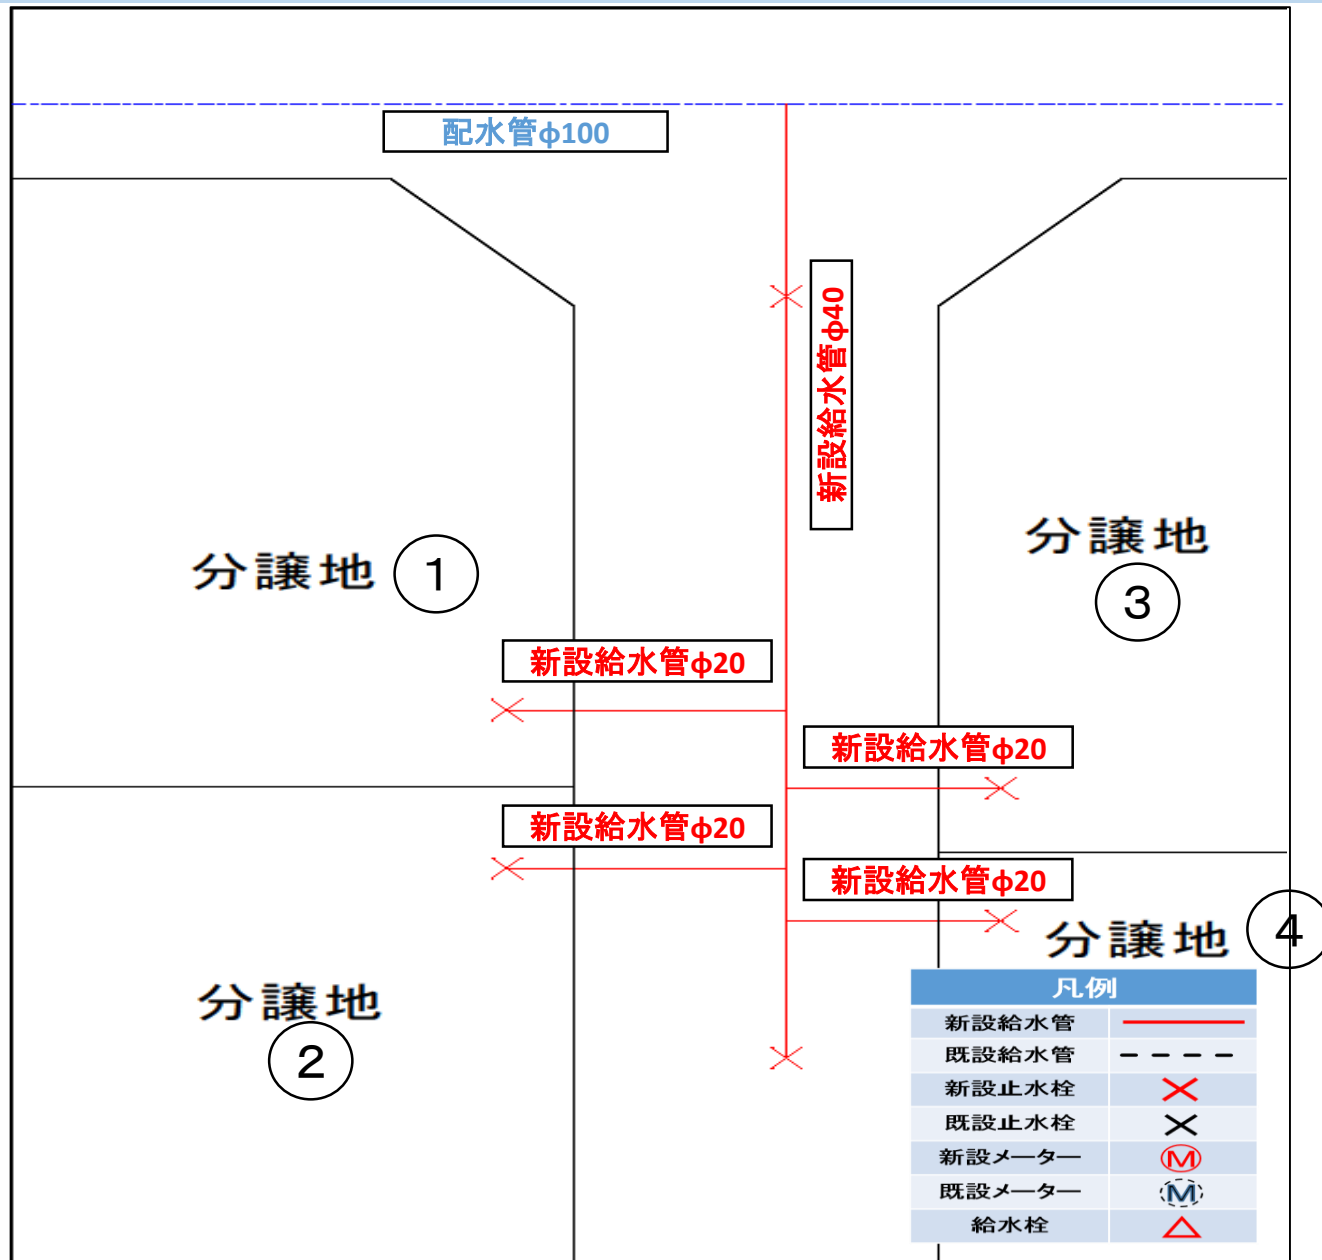 配水管φ100
新設給水管φ40
分譲地 1
分譲地
3
新設給水管φ20
新設給水管φ20
新設給水管φ20
新設給水管φ20
分譲地 4
分譲地
2
凡例
新設給水管
既設給水管
新設止水栓
既設止水栓
新設メーター M
既設メーター M
給水栓